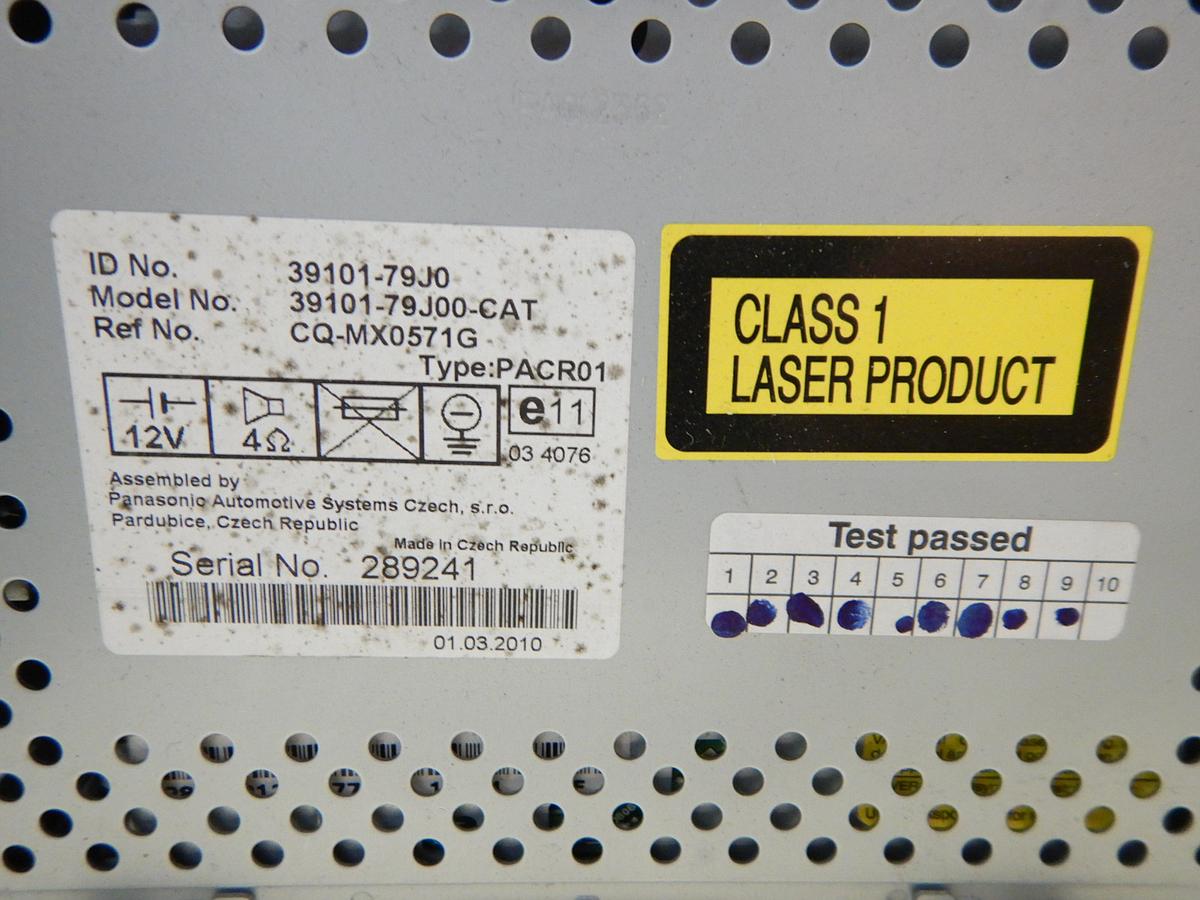 ID No. 39101-79J0
Model No. 39101-79J00-CAT
Ref No. CQ-MX0571G
Type:PACR01
12V 4Ω e11
03 4076
Assembled by
Panasonic Automotive Systems Czech, s.r.o.
Pardubice, Czech Republic
Made in Czech Republic
Serial No. 289241
01.03.2010
CLASS 1
LASER PRODUCT
Test passed
1 2 3 4 5 6 7 8 9 10